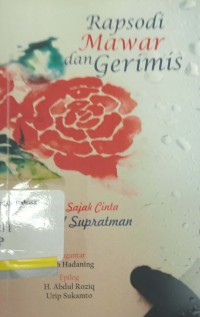 Rapsodi
Mawar
dan Gerimis
Sajak Cinta
Supratman
Hadaning
Epilog
H. Abdul Roziq
Urip Sukamto